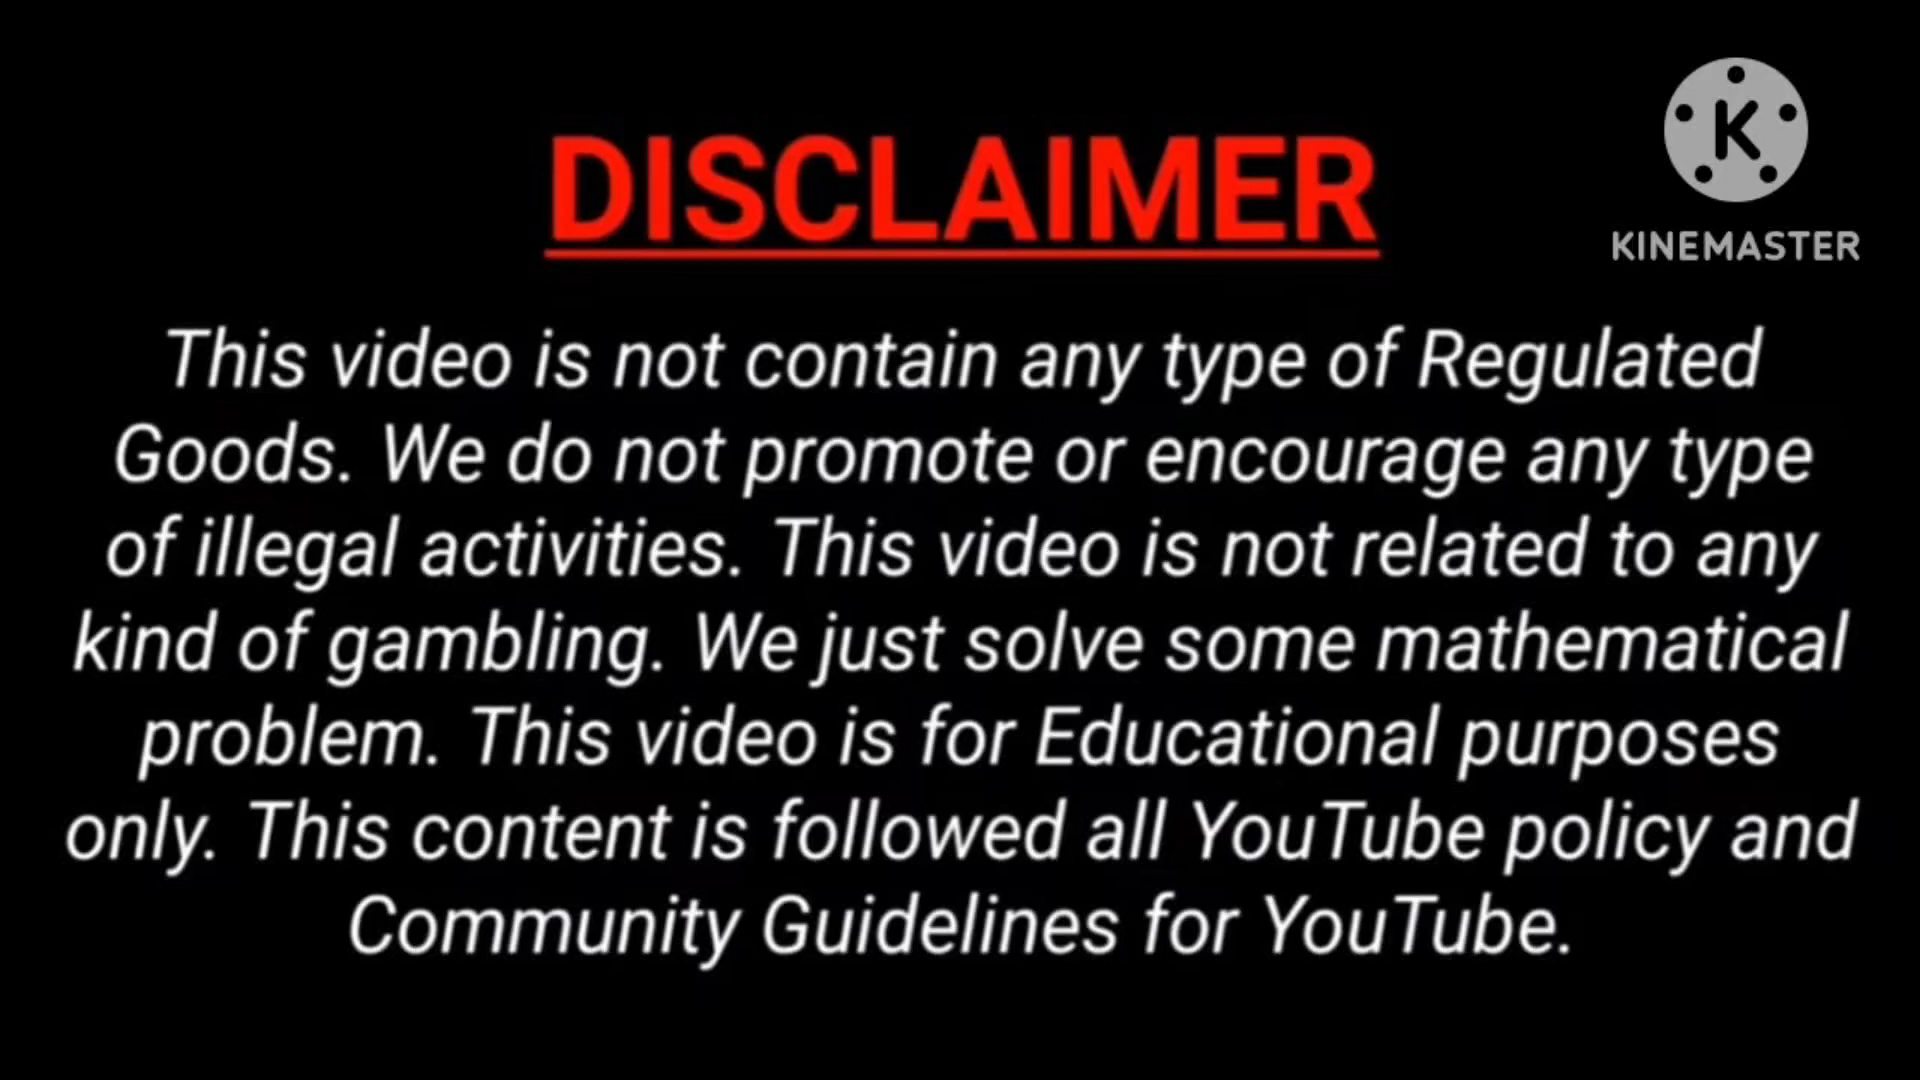 DISCLAIMER
K
KINEMASTER
This video is not contain any type of Regulated
Goods. We do not promote or encourage any type
of illegal activities. This video is not related to any
kind of gambling. We just solve some mathematical
problem. This video is for Educational purposes
only. This content is followed all YouTube policy and
Community Guidelines for YouTube.